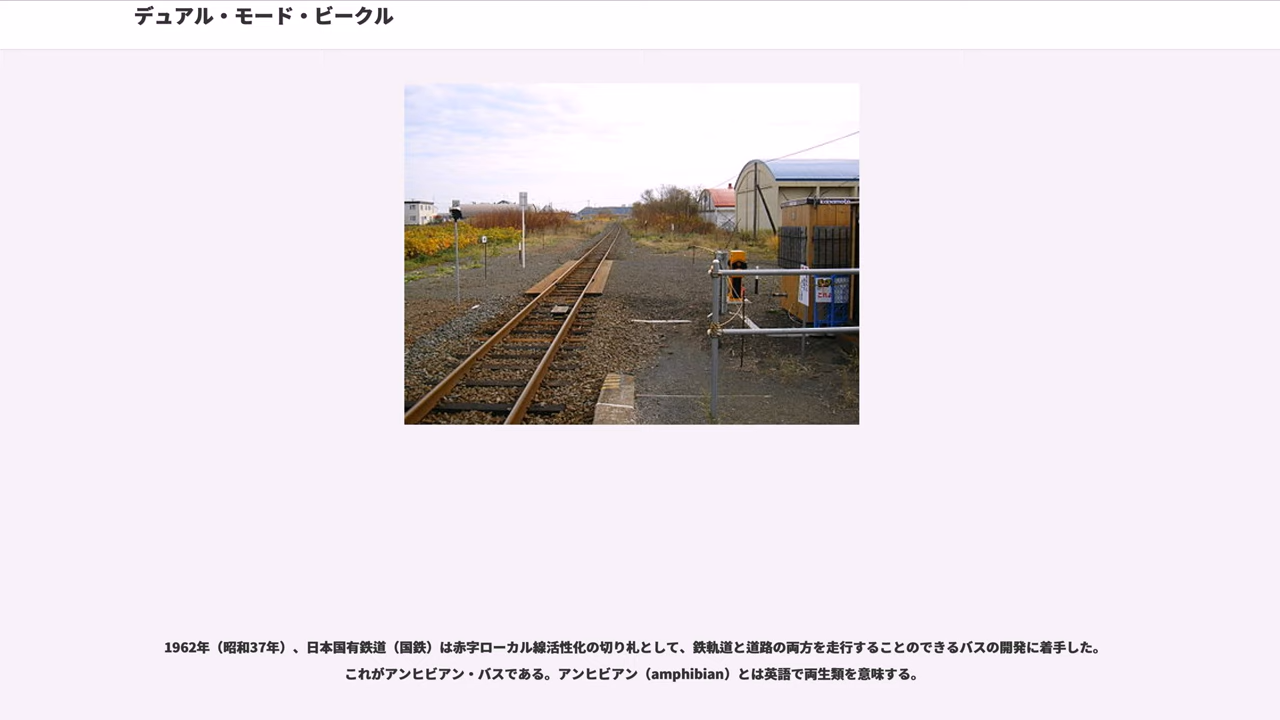 デュアル・モード・ビークル
1962年（昭和37年）、日本国有鉄道（国鉄）は赤字ローカル線活性化の切り札として、鉄軌道と道路の両方を走行することのできるバスの開発に着手した。
これがアンヒビアン・バスである。アンヒビアン（amphibian）とは英語で両生類を意味する。